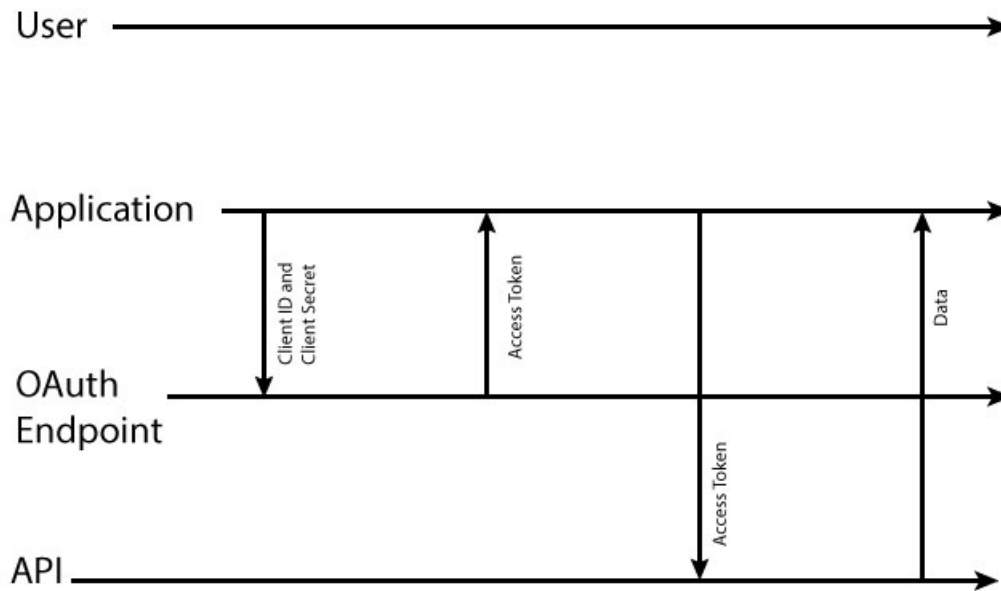 User
Application
Client ID and
Client Secret
Access Token
Data
OAuth
Endpoint
Access Token
API